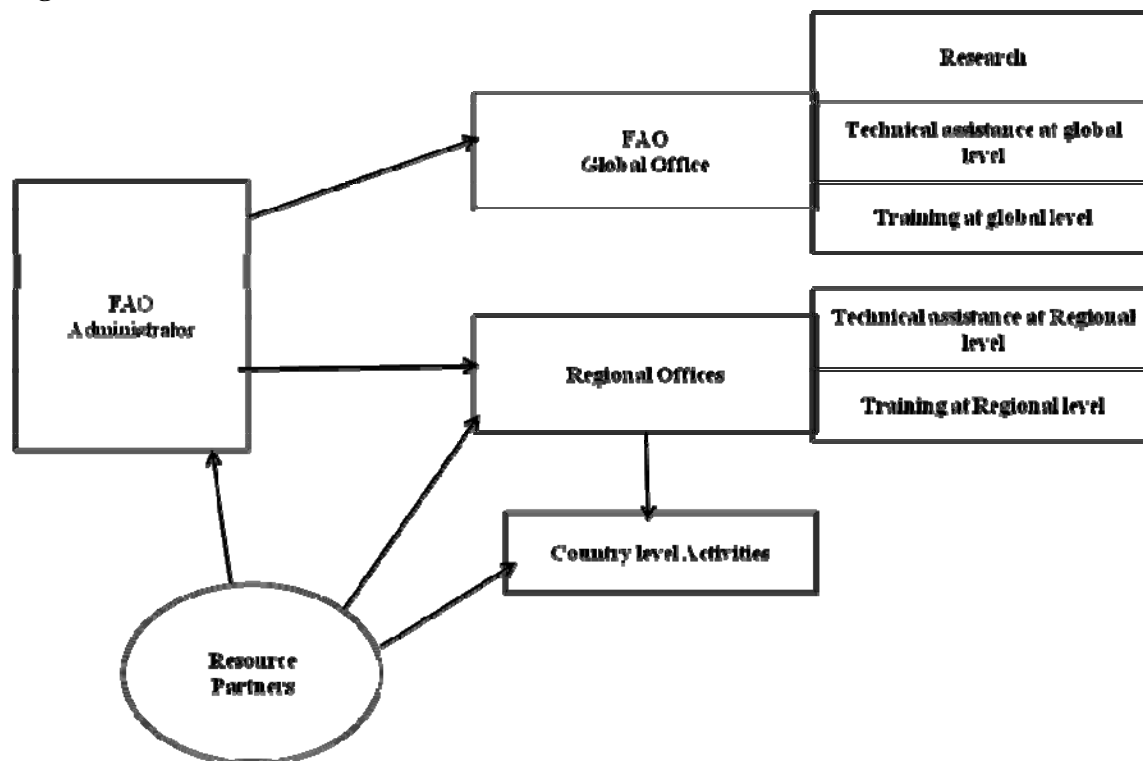 Research
FAO
Global Office
Technical assistance at global
level
Training at global level
FAO
Administrator
Technical assistance at Regional
level
Regional Offices
Training at Regional level
Country level Activities
Resource
Partners